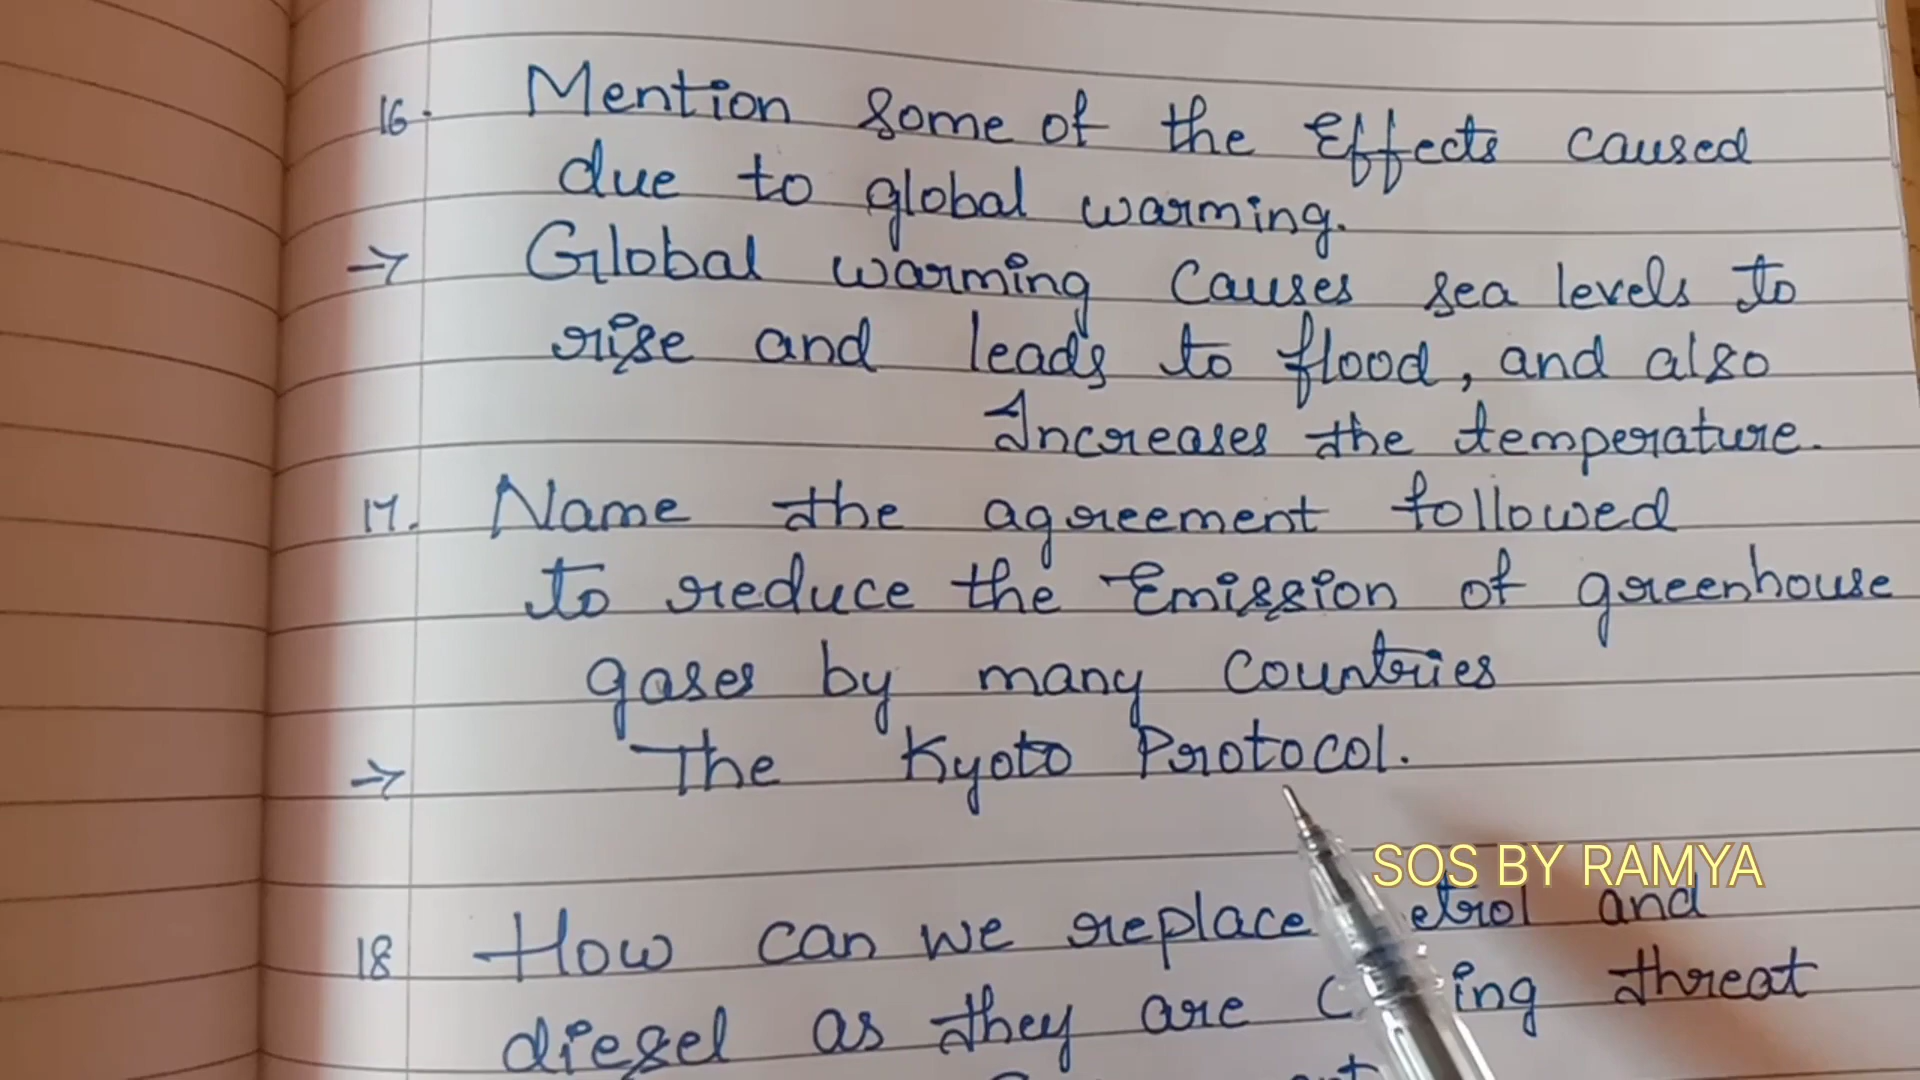 16. Mention Some of the Effects caused
due to global warming.
→ Global warming Causes sea levels to
rise and leads to flood, and also
Increases the temperature.
17. Name the agreement followed
to reduce the Emission of greenhouse
gases by many Countries
→ The Kyoto Protocol.
SOS BY RAMYA
18 How can we replace etrol and
diesel as they are C ing threat